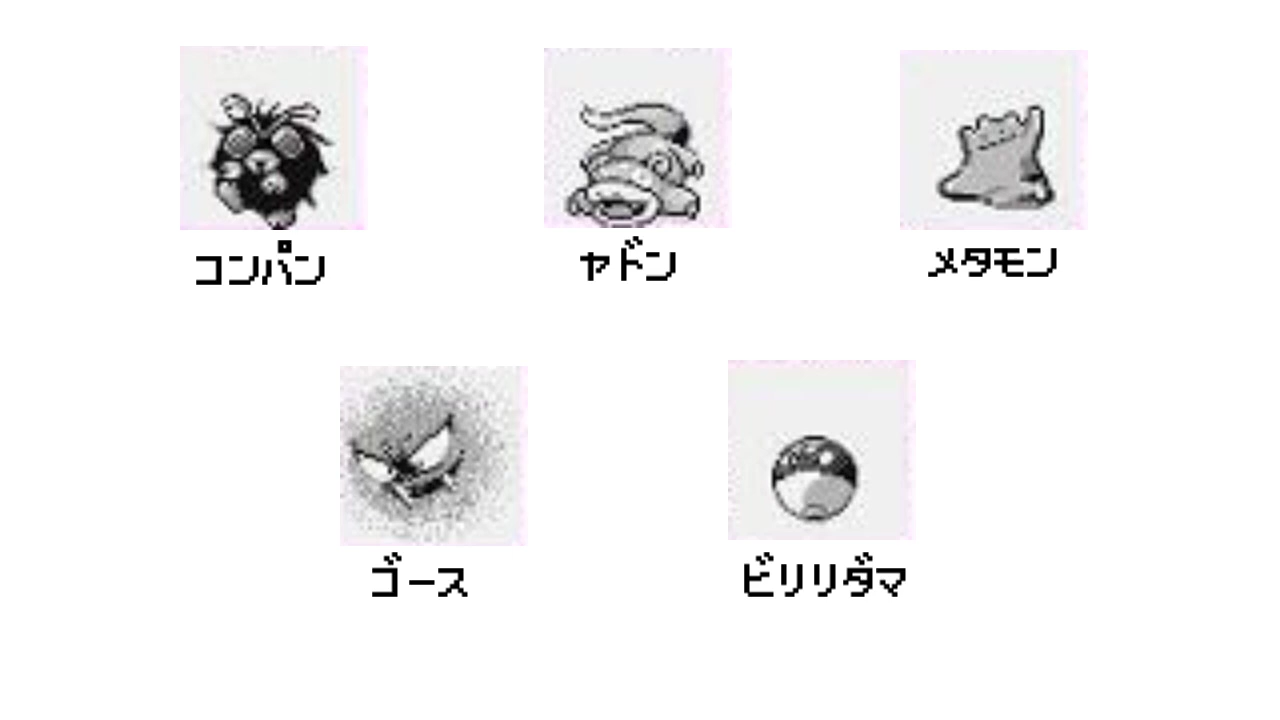 コンパン
ヤドン
メタモン
ゴース
ビリリダマ